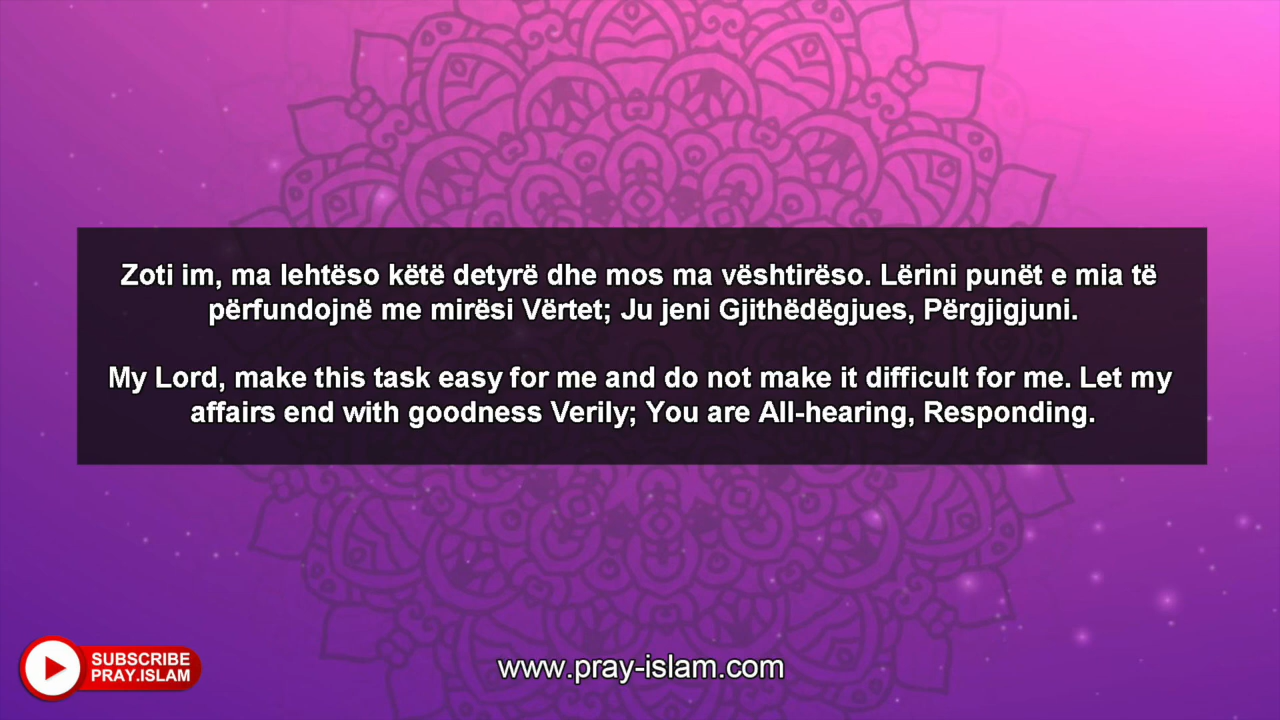 Zoti im, ma lehtëso këtë detyrë dhe mos ma vështirëso. Lërini punët e mia të
përfundojnë me mirësi Vërtet; Ju jeni Gjithëdëgjues, Përgjigjuni.
My Lord, make this task easy for me and do not make it difficult for me. Let my
affairs end with goodness Verily; You are All-hearing, Responding.
SUBSCRIBE
PRAY.ISLAM
www.pray-islam.com